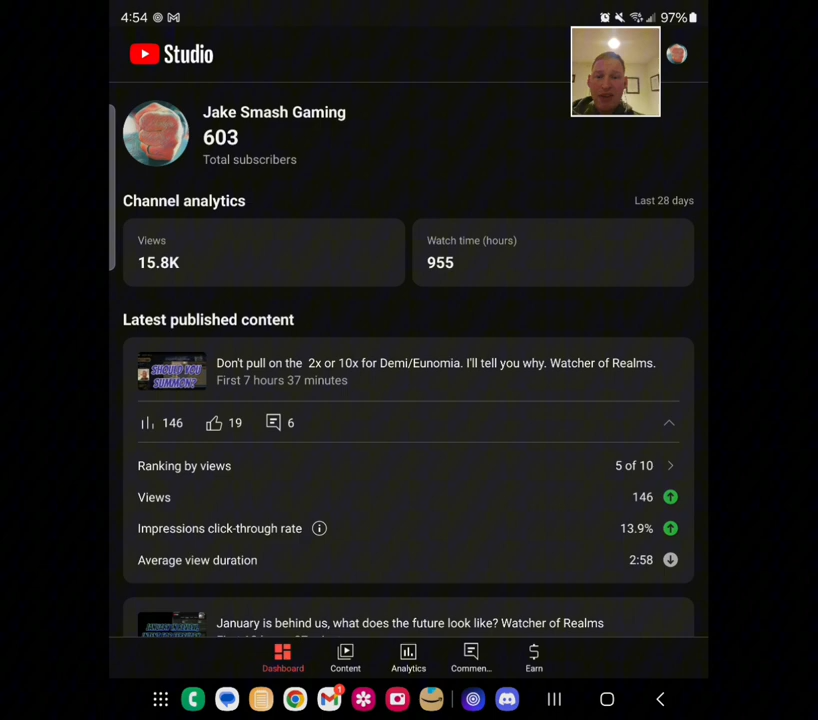 4:54
97%
Studio
Jake Smash Gaming
603
Total subscribers
Channel analytics
Last 28 days
Views
15.8K
Watch time (hours)
955
Latest published content
SHOULD YOU
SUMMON?
Don't pull on the 2x or 10x for Demi/Eunomia. I'll tell you why. Watcher of Realms.
First 7 hours 37 minutes
146
19
6
Ranking by views
5 of 10
Views
146
Impressions click-through rate
13.9%
Average view duration
2:58
January is behind us, what does the future look like? Watcher of Realms
Dashboard
Content
Analytics
Commen...
Earn
1